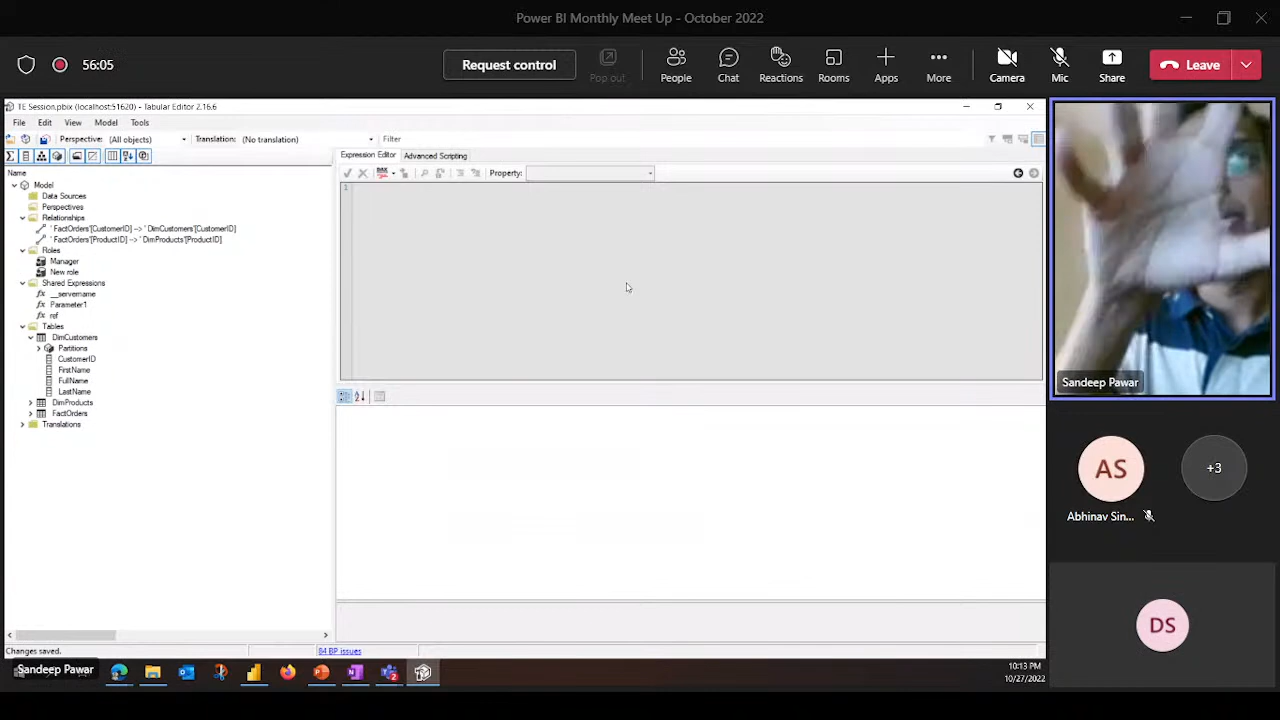 Power BI Monthly Meet Up - October 2022
56:05
Request control
Pop out
People
Chat
Reactions
Rooms
Apps
More
Camera
Mic
Share
Leave
TE Session.pbix (localhost:51620) - Tabular Editor 2.16.6
File Edit View Model Tools
Perspective: (All objects) Translation: (No translation) Filter
Expression Editor Advanced Scripting
Property:
1
Name
Model
Data Sources
Perspectives
Relationships
'FactOrders'[CustomerID] --> 'DimCustomers'[CustomerID]
'FactOrders'[ProductID] --> 'DimProducts'[ProductID]
Roles
Manager
New role
Shared Expressions
__servername
Parameter1
ref
Tables
DimCustomers
Partitions
CustomerID
FirstName
FullName
LastName
DimProducts
FactOrders
Translations
Changes saved.
84 BP issues
Sandeep Pawar
AS
+3
Abhinav Sin...
DS
Sandeep Pawar
10:13 PM
10/27/2022